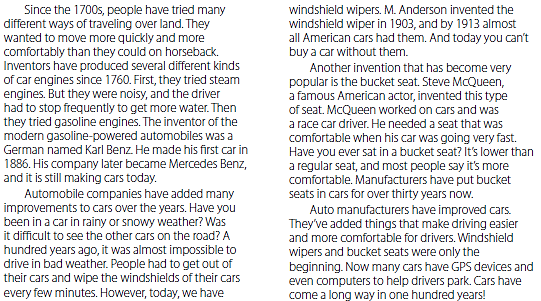 Since the 1700s, people have tried many
different ways of traveling over land. They
wanted to move more quickly and more
comfortably than they could on horseback.
Inventors have produced several different kinds
of car engines since 1760. First, they tried steam
engines. But they were noisy, and the driver
had to stop frequently to get more water. Then
they tried gasoline engines. The inventor of the
modern gasoline-powered automobiles was a
German named Karl Benz. He made his first car in
1886. His company later became Mercedes Benz,
and it is still making cars today.
Automobile companies have added many
improvements to cars over the years. Have you
been in a car in rainy or snowy weather? Was
it difficult to see the other cars on the road? A
hundred years ago, it was almost impossible to
drive in bad weather. People had to get out of
their cars and wipe the windshields of their cars
every few minutes. However, today, we have
windshield wipers. M. Anderson invented the
windshield wiper in 1903, and by 1913 almost
all American cars had them. And today you can't
buy a car without them.
Another invention that has become very
popular is the bucket seat. Steve McQueen,
a famous American actor, invented this type
of seat. McQueen worked on cars and was
a race car driver. He needed a seat that was
comfortable when his car was going very fast.
Have you ever sat in a bucket seat? It's lower than
a regular seat, and most people say it's more
comfortable. Manufacturers have put bucket
seats in cars for over thirty years now.
Auto manufacturers have improved cars.
They've added things that make driving easier
and more comfortable for drivers. Windshield
wipers and bucket seats were only the
beginning. Now many cars have GPS devices and
even computers to help drivers park. Cars have
come a long way in one hundred years!